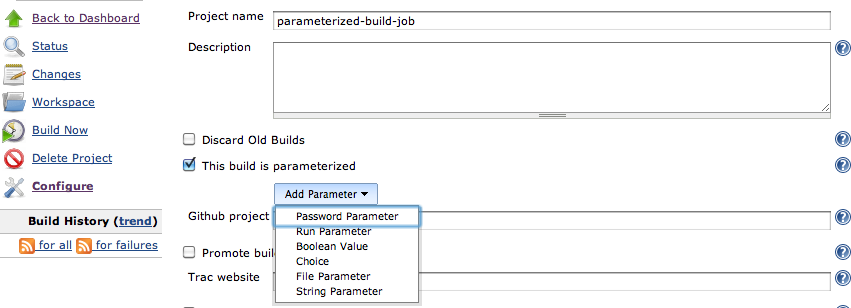 Back to Dashboard
Status
Changes
Workspace
Build Now
Delete Project
Configure
Build History (trend)
for all for failures
Project name parameterized-build-job
Description
Discard Old Builds
This build is parameterized
Add Parameter
Github project
Password Parameter
Run Parameter
Boolean Value
Choice
File Parameter
String Parameter
Promote buil
Trac website